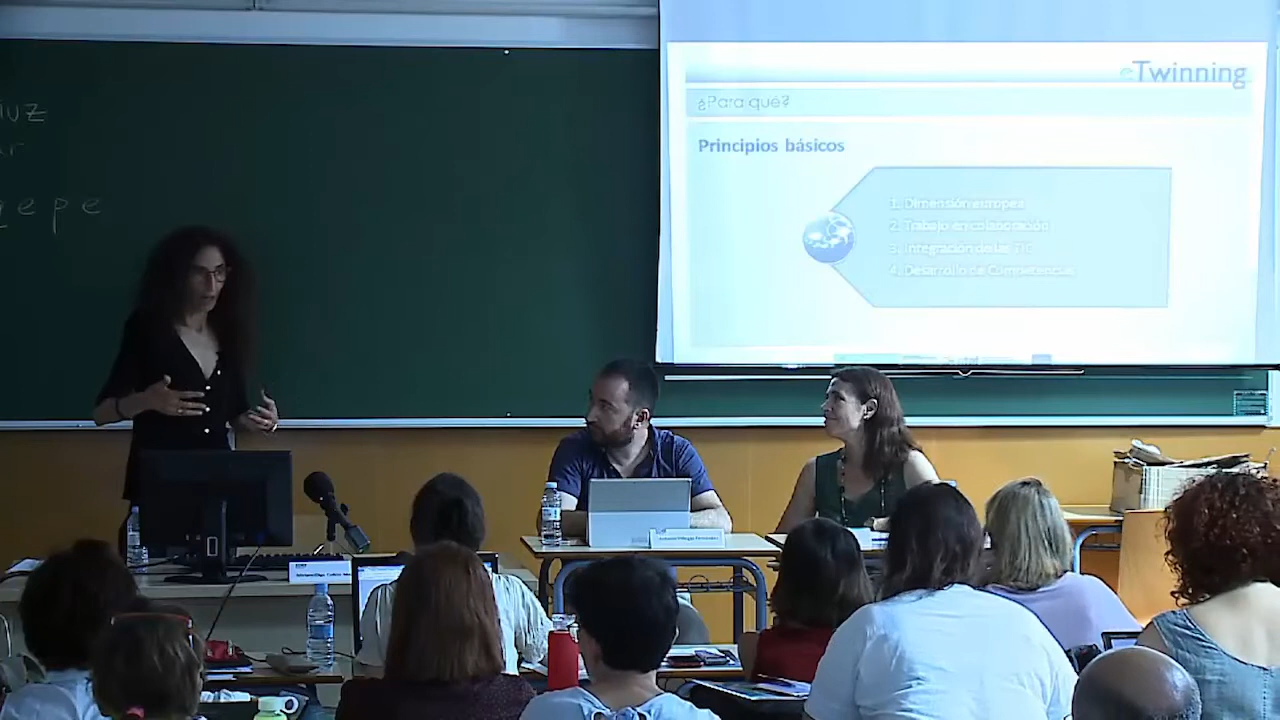 eTwinning
¿Para qué?
Principios básicos
1. Dimensión europea
2. Trabajo en colaboración
3. Integración de las TIC
4. Desarrollo de Competencias